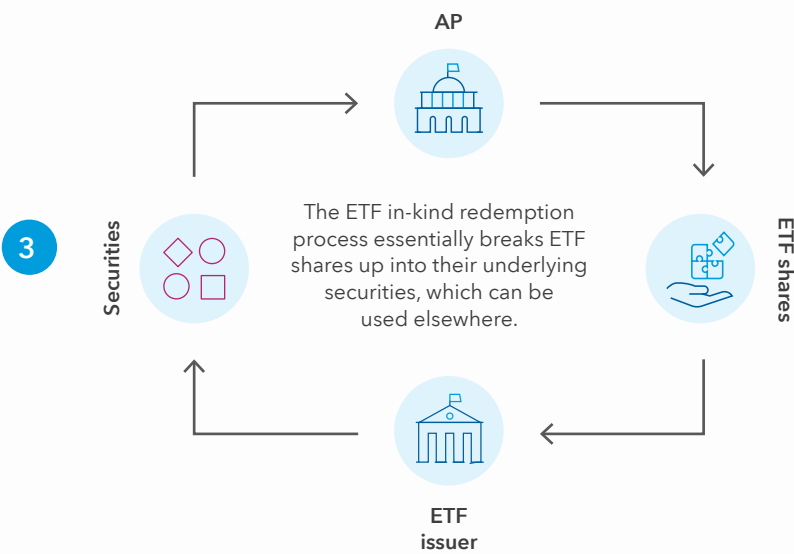 AP
3
Securities
The ETF in-kind redemption
process essentially breaks ETF
shares up into their underlying
securities, which can be
used elsewhere.
ETF shares
ETF
issuer